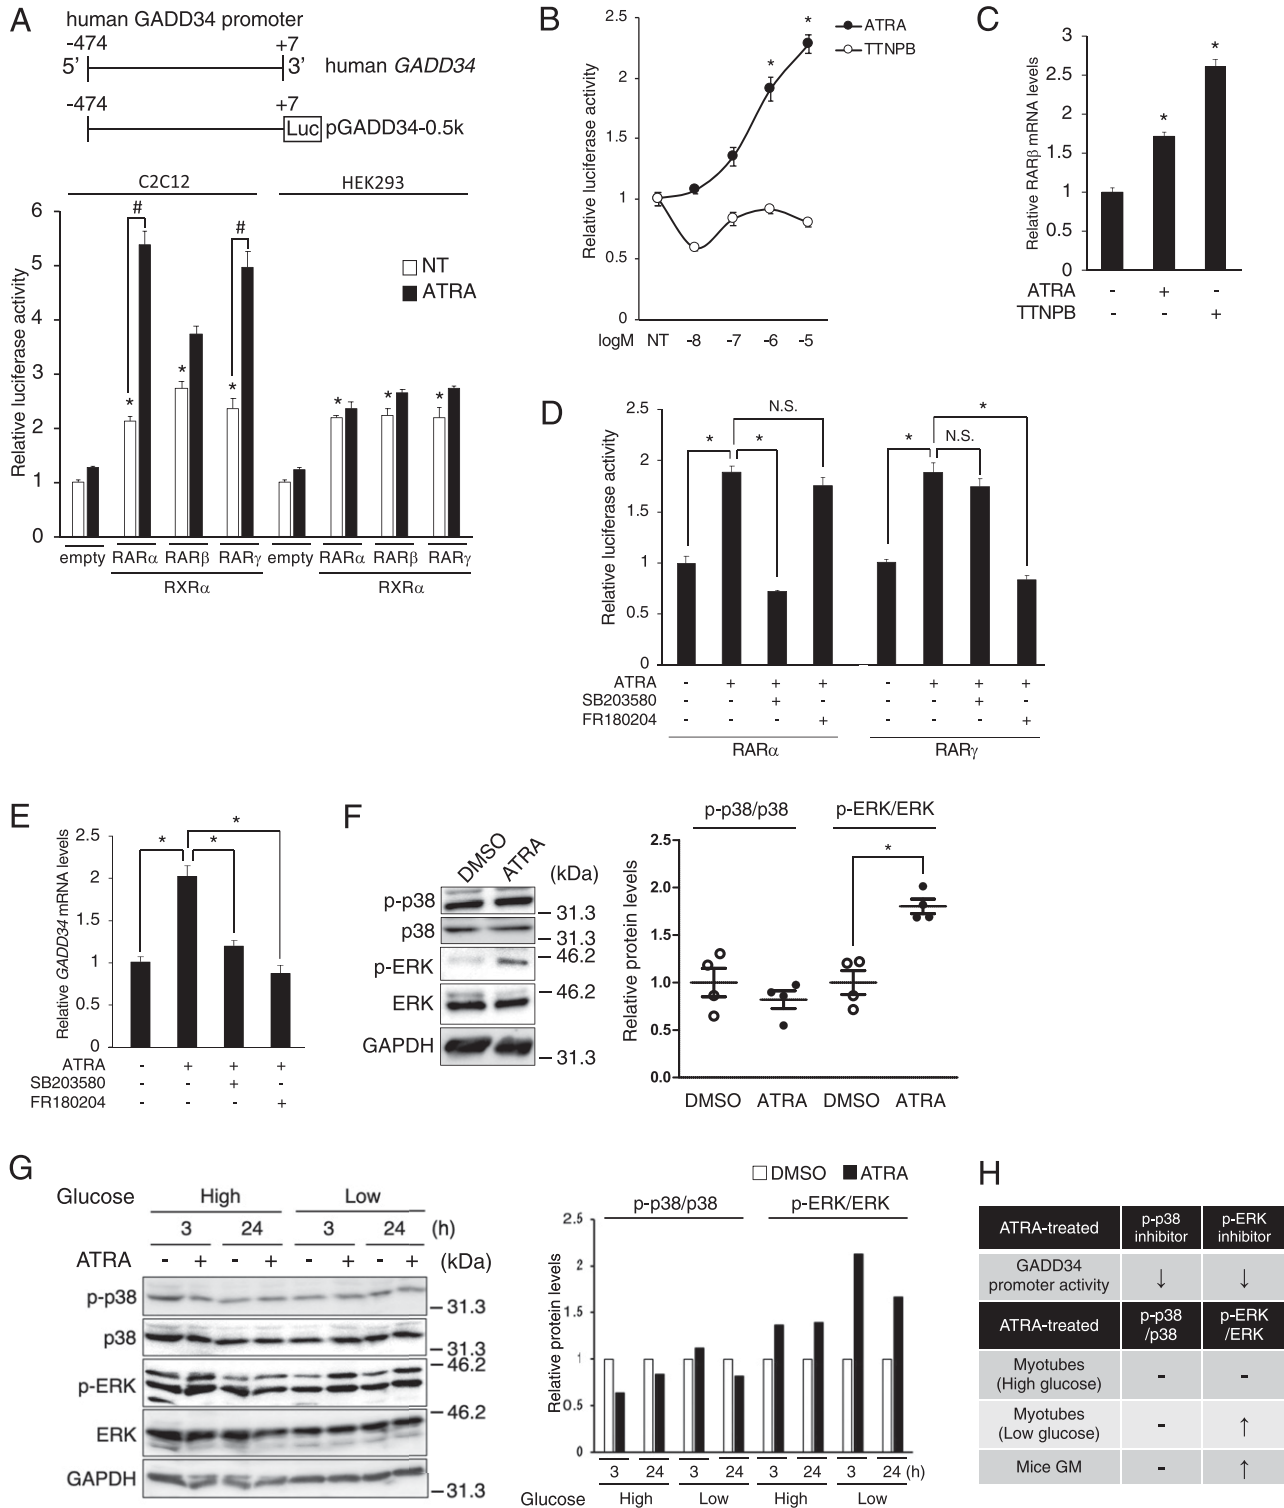 A
human GADD34 promoter
-474 +7
5’ 3’ human GADD34
-474 +7
Luc pGADD34-0.5k
C2C12 HEK293
Relative luciferase activity
6
5
4
3
2
1
0
# #
* * * * * *
NT
ATRA
empty RARα RARβ RARγ empty RARα RARβ RARγ
RXRα RXRα
B
Relative luciferase activity
2.5
2
1.5
1
0.5
0
* *
ATRA
TTNPB
logM NT -8 -7 -6 -5
C
Relative RARβ mRNA levels
3
2.5
2
1.5
1
0.5
0
* *
ATRA - + -
TTNPB - - +
D
Relative luciferase activity
2.5
2
1.5
1
0.5
0
N.S. *
* * * N.S.
ATRA - + + + - + + +
SB203580 - - + - - - + -
FR180204 - - - + - - - +
RARα RARγ
E
Relative GADD34 mRNA levels
2.5
2
1.5
1
0.5
0
*
* *
ATRA - + + +
SB203580 - - + -
FR180204 - - - +
F
DMSO ATRA (kDa)
p-p38
31.3
p38
31.3
46.2
p-ERK
46.2
ERK
GAPDH
31.3
p-p38/p38 p-ERK/ERK
Relative protein levels
2.5
2.0
1.5
1.0
0.5
0.0
*
DMSO ATRA DMSO ATRA
G
Glucose High Low
3 24 3 24 (h)
ATRA - + - + - + - + (kDa)
p-p38
31.3
p38
31.3
46.2
p-ERK
46.2
ERK
GAPDH
31.3
DMSO ATRA
p-p38/p38 p-ERK/ERK
Relative protein levels
2.5
2
1.5
1
0.5
0
3 24 3 24 3 24 3 24 (h)
Glucose High Low High Low
H
ATRA-treated p-p38 inhibitor p-ERK inhibitor
GADD34 promoter activity ↓ ↓
ATRA-treated p-p38 /p38 p-ERK /ERK
Myotubes (High glucose) - -
Myotubes (Low glucose) - ↑
Mice GM - ↑